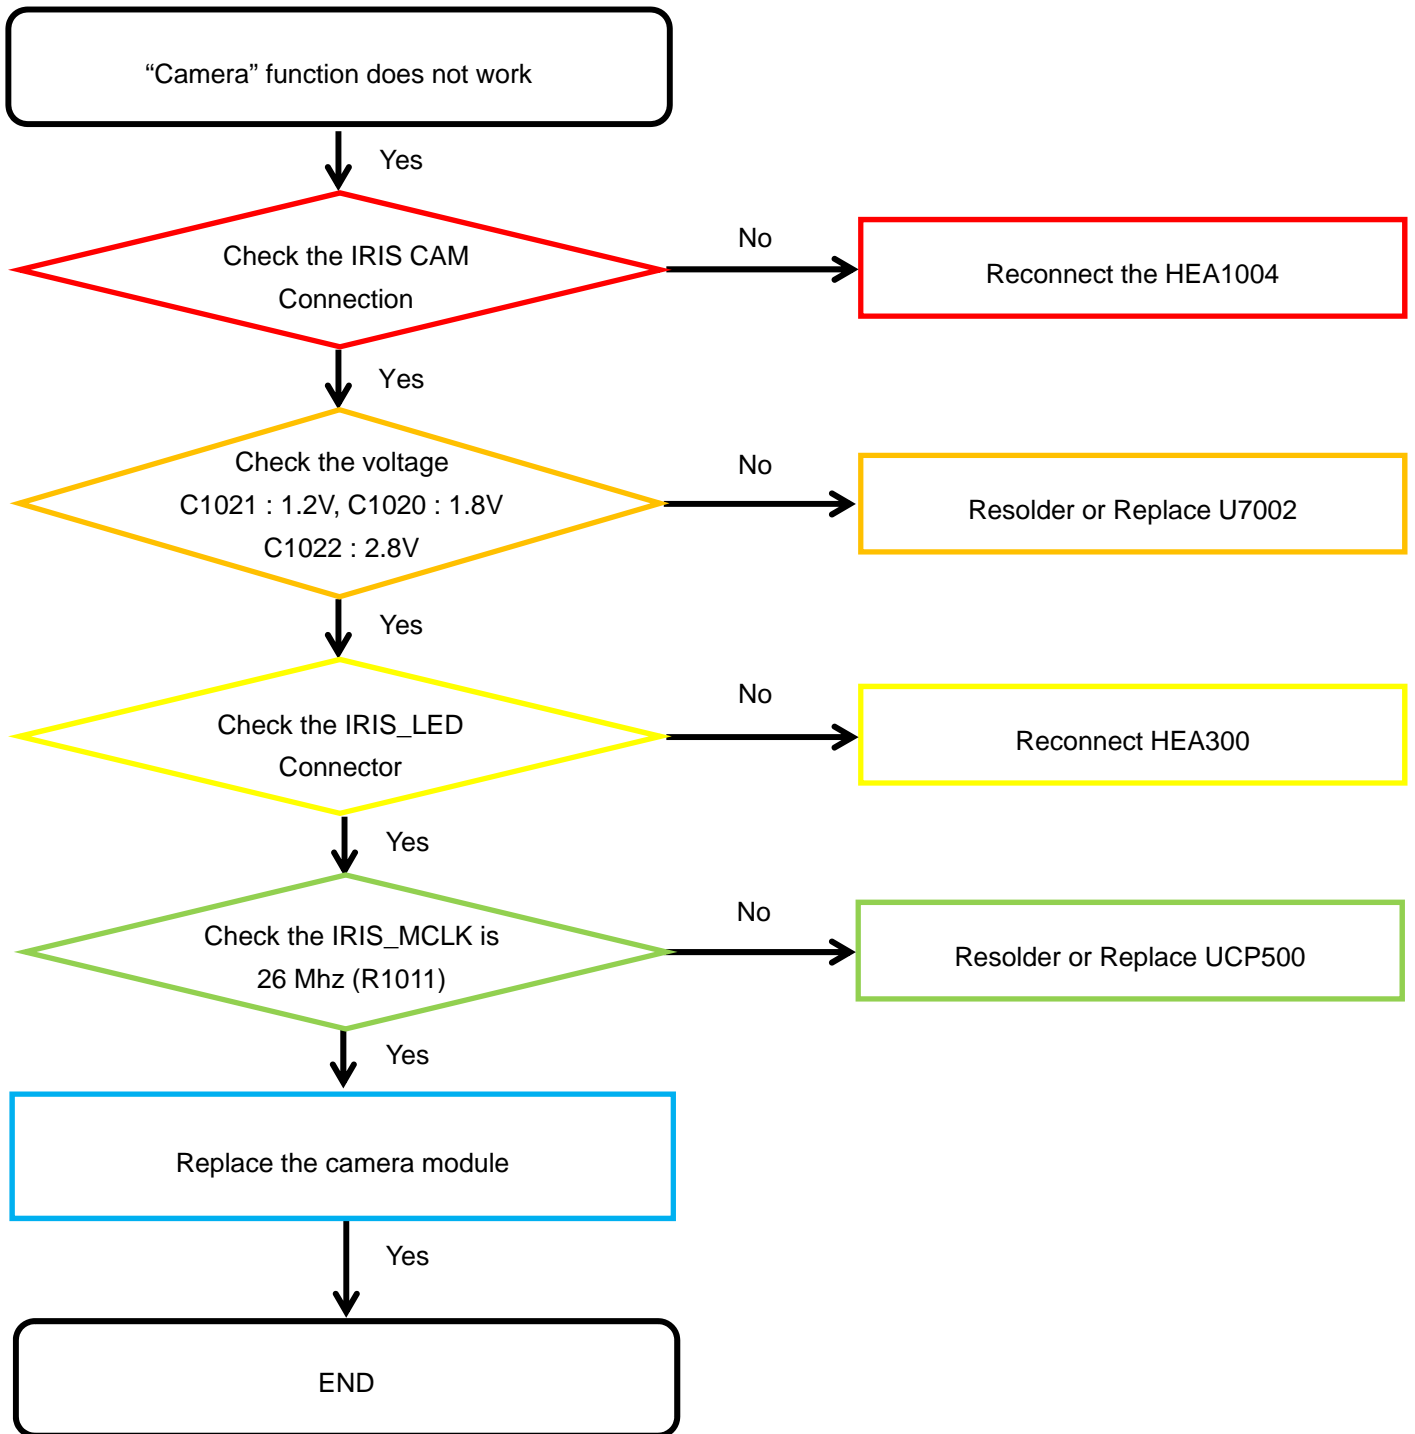 “Camera” function does not work
Yes
Check the IRIS CAM
Connection
No
Reconnect the HEA1004
Yes
Check the voltage
C1021 : 1.2V, C1020 : 1.8V
C1022 : 2.8V
No
Resolder or Replace U7002
Yes
Check the IRIS_LED
Connector
No
Reconnect HEA300
Yes
Check the IRIS_MCLK is
26 Mhz (R1011)
No
Resolder or Replace UCP500
Yes
Replace the camera module
Yes
END